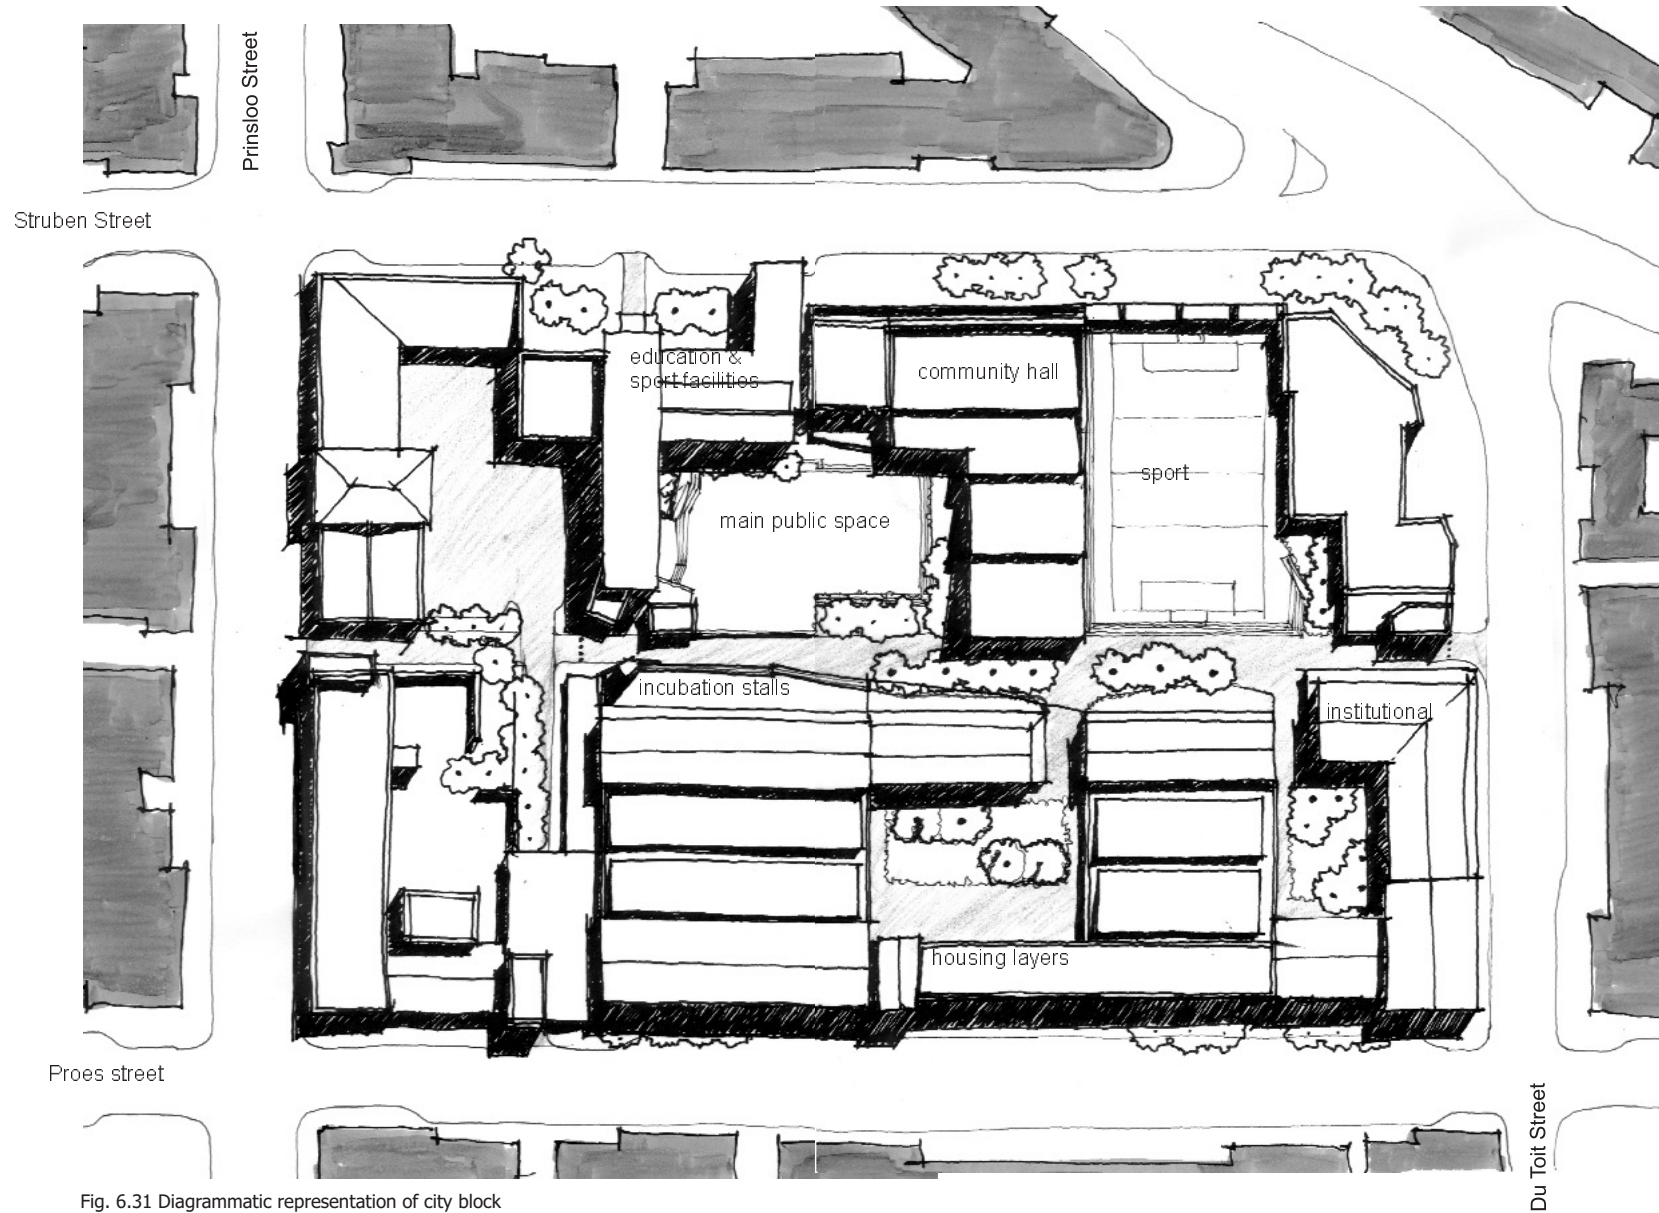 Prinsloo Street
Struben Street
education &
sport facilities
community hall
sport
main public space
incubation stalls
institutional
housing layers
Proes street
Du Toit Street
Fig. 6.31 Diagrammatic representation of city block